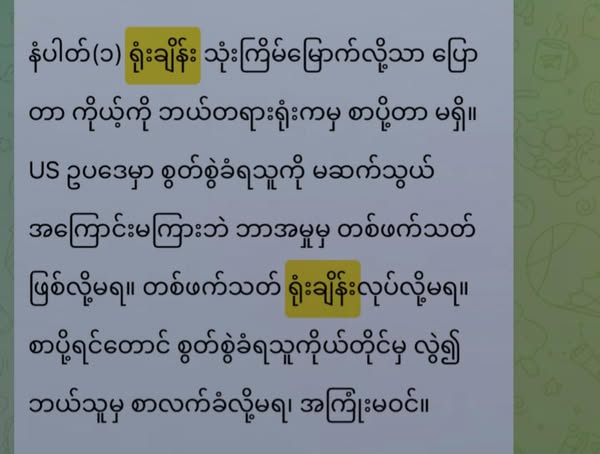 နံပါတ်(၁) ရုံးချိန်း သုံးကြိမ်မြောက်လို့သာ ပြော
တာ ကိုယ့်ကို ဘယ်တရားရုံးကမှ စာပို့တာ မရှိ။
US ဥပဒေမှာ စွတ်စွဲခံရသူကို မဆက်သွယ်
အကြောင်းမကြားဘဲ ဘာအမှုမှ တစ်ဖက်သတ်
ဖြစ်လို့မရ။ တစ်ဖက်သတ် ရုံးချိန်းလုပ်လို့မရ။
စာပို့ရင်တောင် စွတ်စွဲခံရသူကိုယ်တိုင်မှ လွဲ၍
ဘယ်သူမှ စာလက်ခံလို့မရ၊ အကြုံးမဝင်။